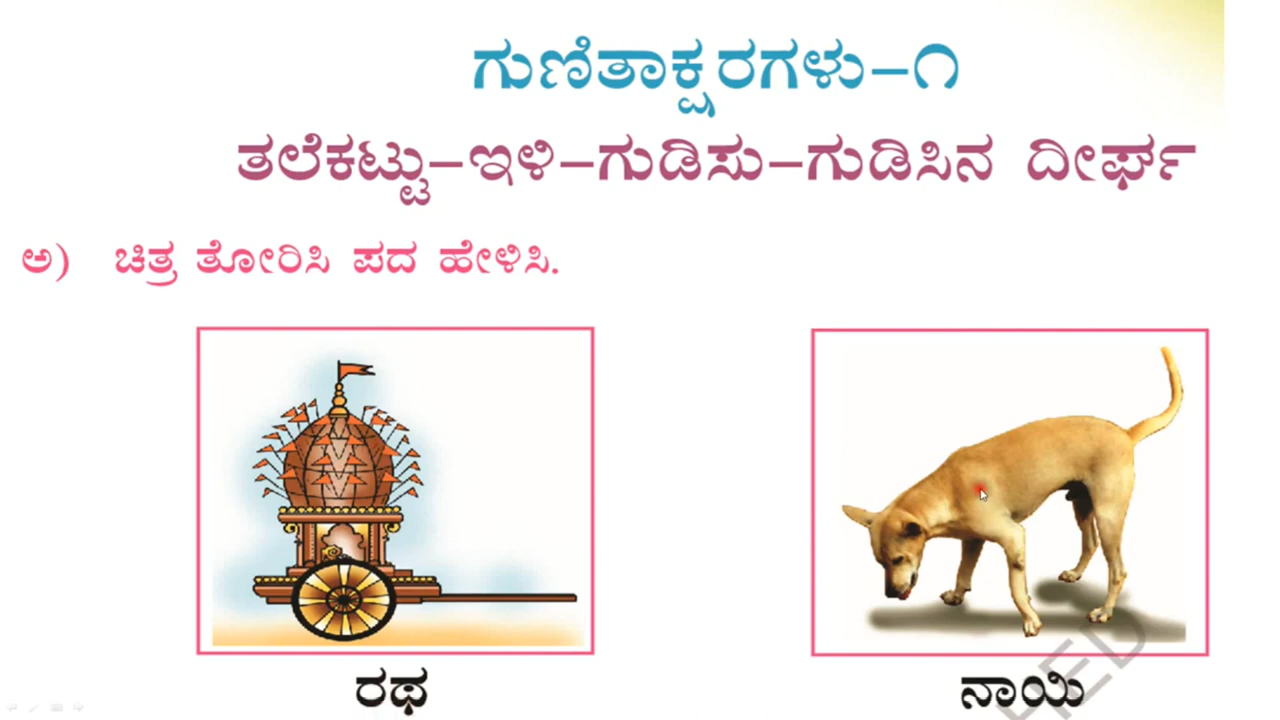 ಗುಣಿತಾಕ್ಷರಗಳು–೧
ತಲೆಕಟ್ಟು–ಇಳಿ–ಗುಡಿಸು–ಗುಡಿಸಿನ ದೀರ್ಘ
ಅ) ಚಿತ್ರ ತೋರಿಸಿ ಪದ ಹೇಳಿಸಿ.
ರಥ
ನಾಯಿ